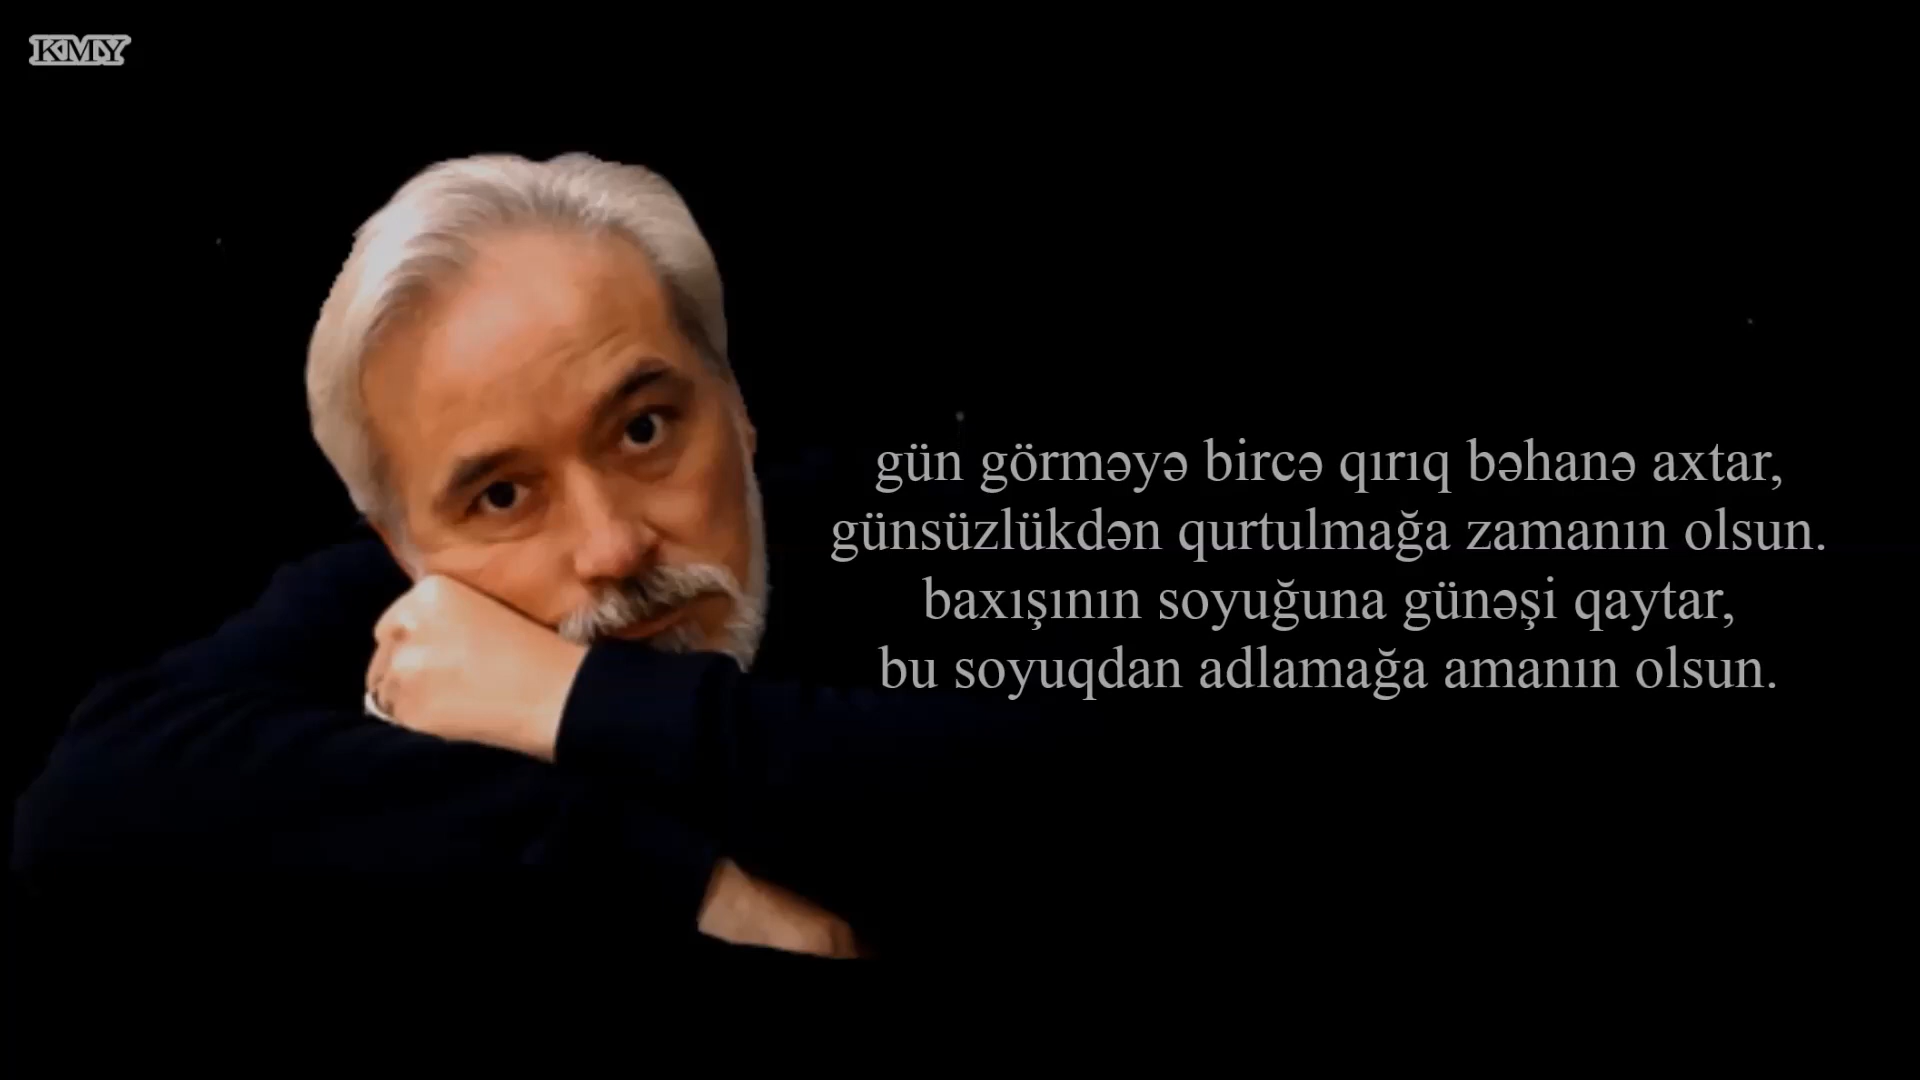 KMY
gün görməyə bircə qırıq bəhanə axtar,
günsüzlükdən qurtulmağa zamanın olsun.
baxışının soyuğuna günəşi qaytar,
bu soyuqdan adlamağa amanın olsun.